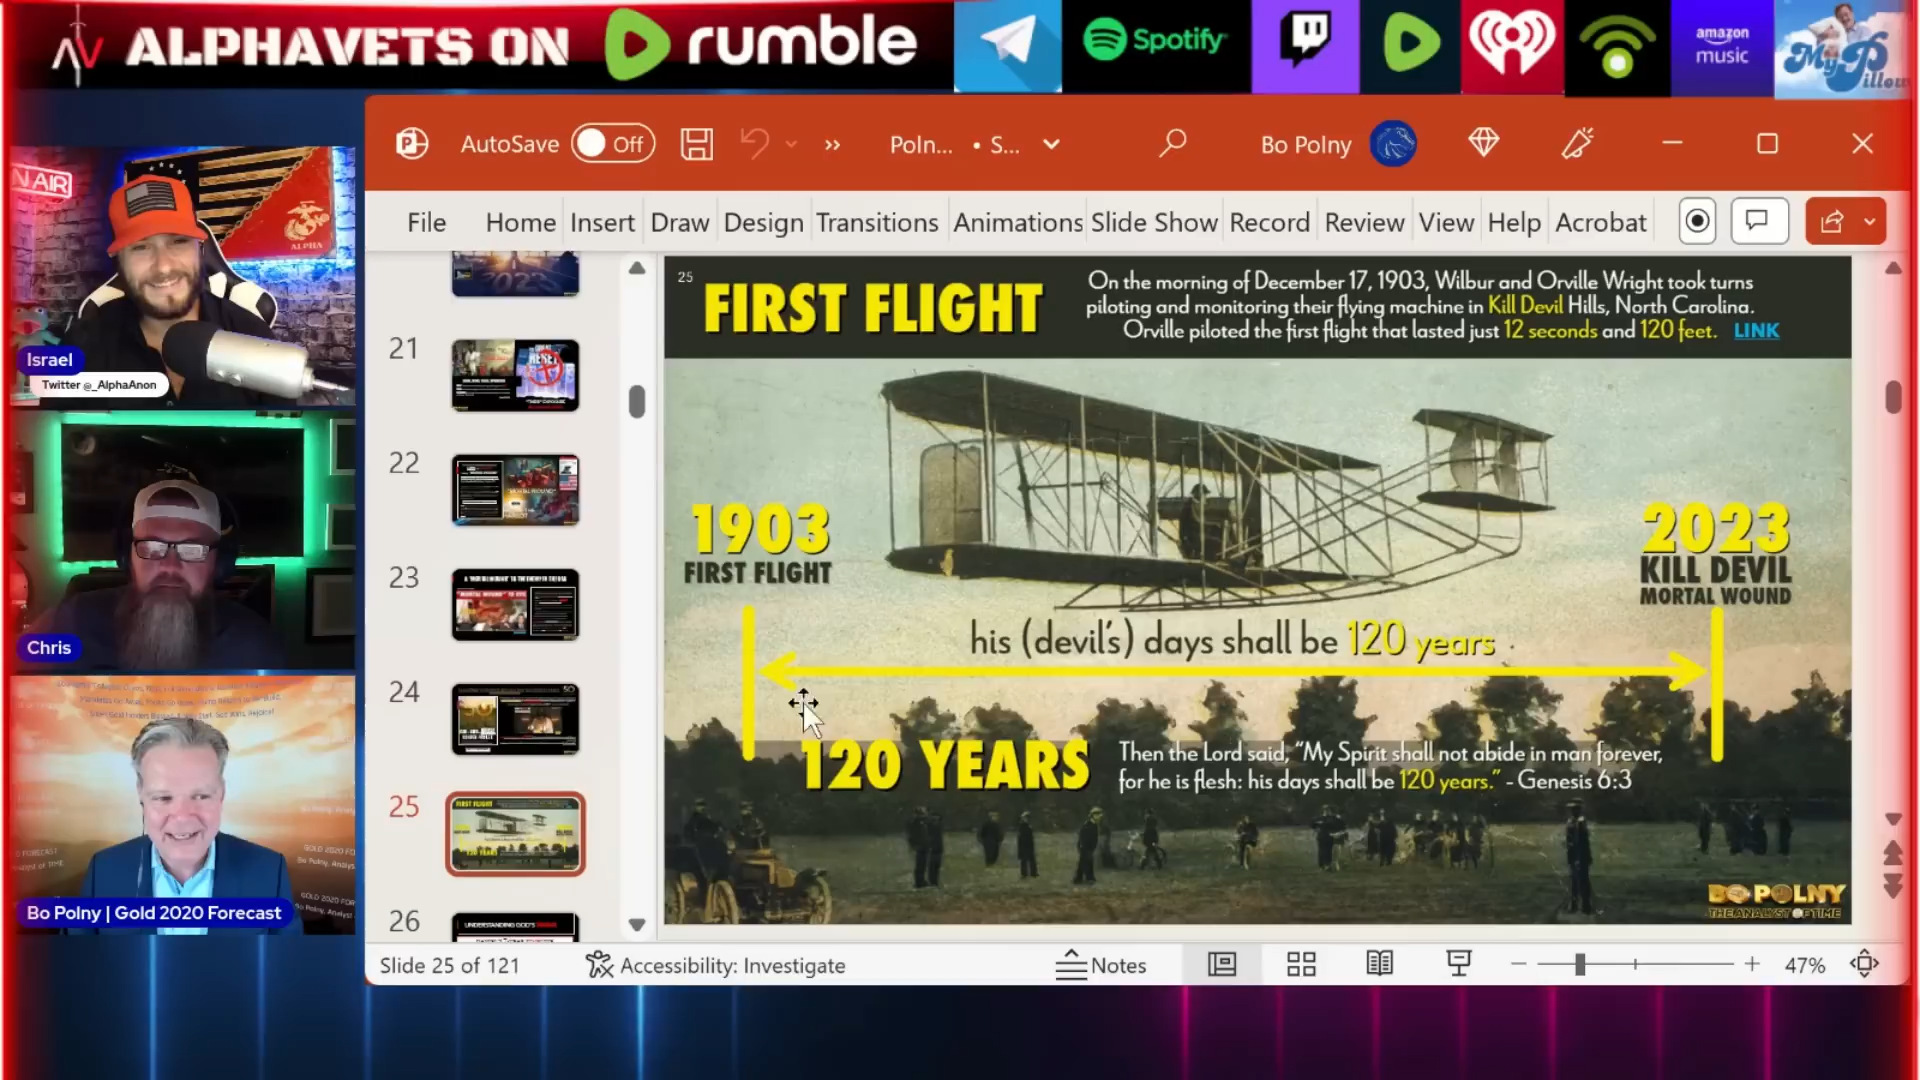 ALPHAVETS ON rumble
Spotify
amazon music
MyPillow
AutoSave Off
Poln... • S...
Bo Polny
File Home Insert Draw Design Transitions Animations Slide Show Record Review View Help Acrobat
ALPHA
Israel
Twitter @_AlphaAnon
Chris
Bo Polny | Gold 2020 Forecast
21
22
23
24
25
26
25
FIRST FLIGHT
On the morning of December 17, 1903, Wilbur and Orville Wright took turns
piloting and monitoring their flying machine in Kill Devil Hills, North Carolina.
Orville piloted the first flight that lasted just 12 seconds and 120 feet. LINK
1903
FIRST FLIGHT
2023
KILL DEVIL
MORTAL WOUND
his (devil's) days shall be 120 years
120 YEARS
Then the Lord said, “My Spirit shall not abide in man forever,
for he is flesh: his days shall be 120 years.” - Genesis 6:3
BO POLNY
THE ANALYST OF TIME
Slide 25 of 121
Accessibility: Investigate
Notes
47%